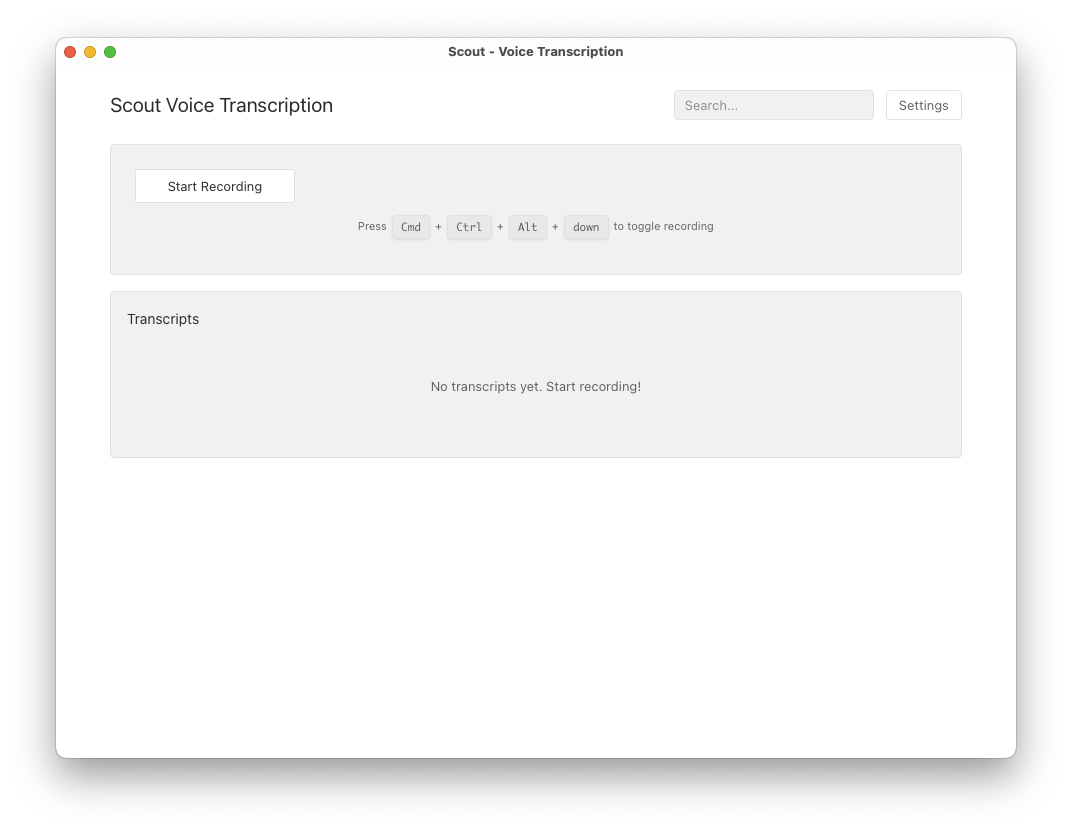 Scout - Voice Transcription
Scout Voice Transcription Search... Settings
Start Recording
Press Cmd + Ctrl + Alt + down to toggle recording
Transcripts
No transcripts yet. Start recording!